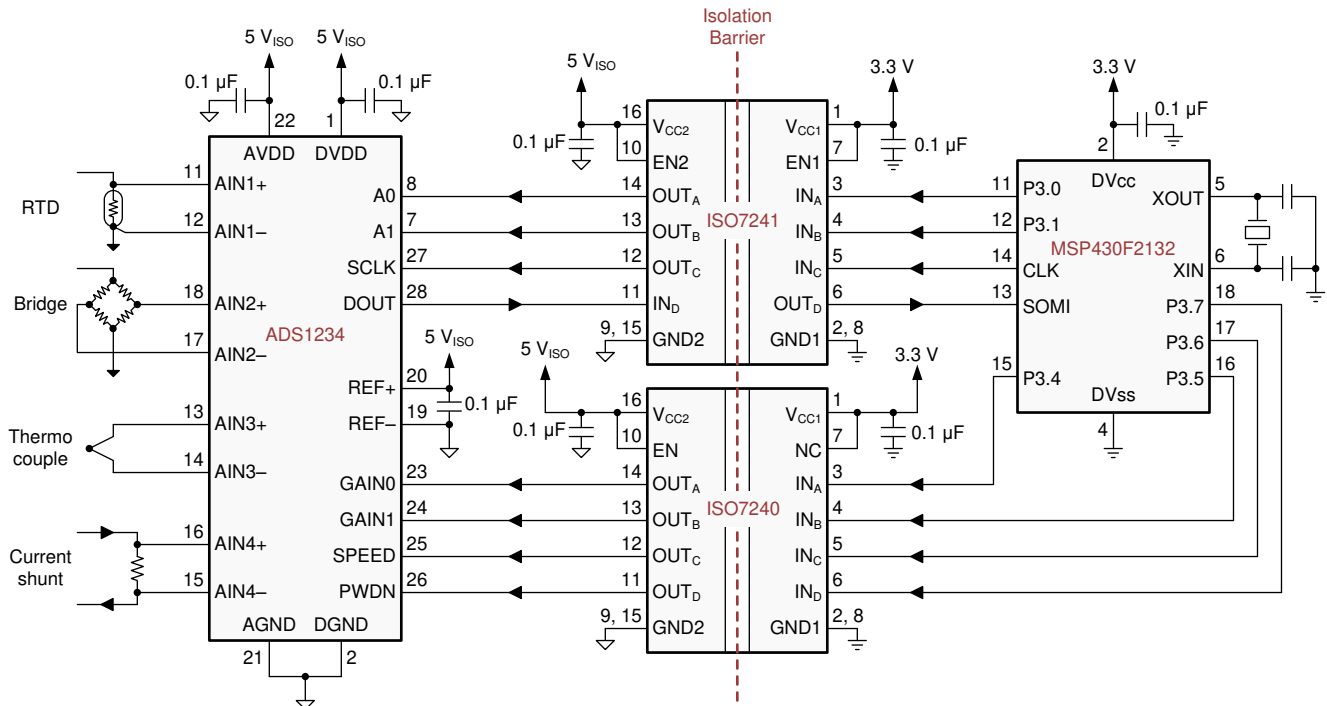 Isolation
Barrier
5 VISO
5 VISO
0.1 µF
0.1 µF
22
1
AVDD
DVDD
11
AIN1+
RTD
12
AIN1–
18
AIN2+
Bridge
17
AIN2–
13
AIN3+
Thermo
couple
14
AIN3–
16
AIN4+
Current
shunt
15
AIN4–
ADS1234
A0
8
A1
7
SCLK
27
DOUT
28
REF+
20
REF–
19
5 VISO
0.1 µF
GAIN0
23
GAIN1
24
SPEED
25
PWDN
26
AGND
DGND
21
2
5 VISO
0.1 µF
16
VCC2
10
EN2
14
OUTA
13
OUTB
12
OUTC
11
IND
9, 15
GND2
ISO7241
3.3 V
0.1 µF
1
VCC1
7
EN1
3
INA
4
INB
5
INC
6
OUTD
2, 8
GND1
5 VISO
0.1 µF
16
VCC2
10
EN
14
OUTA
13
OUTB
12
OUTC
11
OUTD
9, 15
GND2
ISO7240
3.3 V
0.1 µF
1
VCC1
7
NC
3
INA
4
INB
5
INC
6
IND
2, 8
GND1
3.3 V
0.1 µF
2
DVcc
11
P3.0
12
P3.1
14
CLK
13
SOMI
15
P3.4
MSP430F2132
XOUT
5
XIN
6
P3.7
18
P3.6
17
P3.5
16
DVss
4